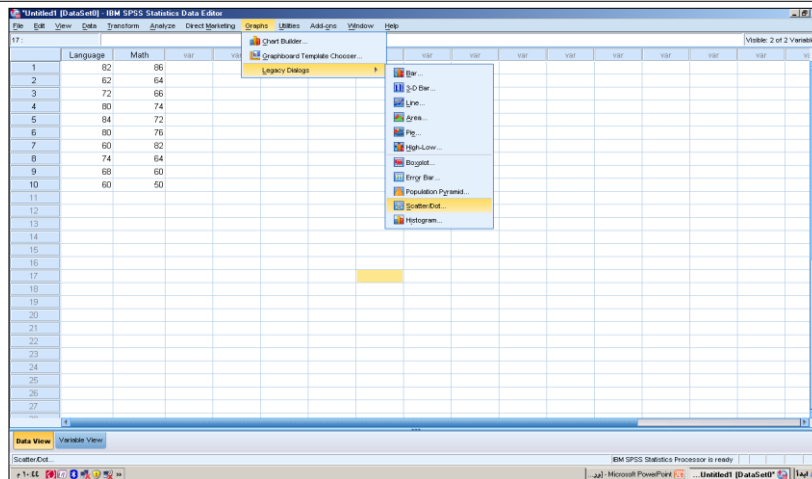 *Untitled1 [DataSet0] - IBM SPSS Statistics Data Editor
File Edit View Data Transform Analyze Direct Marketing Graphs Utilities Add-ons Window Help
17 : Visible: 2 of 2 Variabl
Chart Builder...
Graphboard Template Chooser...
Legacy Dialogs
Bar...
3-D Bar...
Line...
Area...
Pie...
High-Low...
Boxplot...
Error Bar...
Population Pyramid...
Scatter/Dot...
Histogram...
Language Math var var var var var var var var
1 82 86
2 62 64
3 72 66
4 80 74
5 84 72
6 80 76
7 60 82
8 74 64
9 68 60
10 60 50
11
12
13
14
15
16
17
18
19
20
21
22
23
24
25
26
27
Data View Variable View
Scatter/Dot... IBM SPSS Statistics Processor is ready
Microsoft PowerPoint ...Untitled1 [DataSet0]* ابدأ